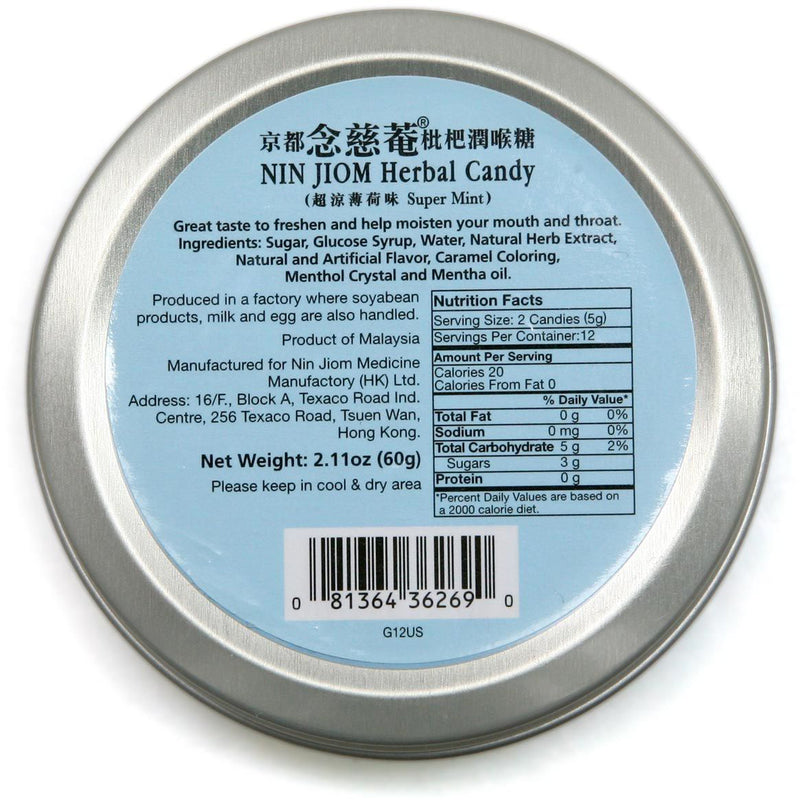 京都念慈菴®枇杷潤喉糖
NIN JIOM Herbal Candy
(超涼薄荷味 Super Mint)
Great taste to freshen and help moisten your mouth and throat.
Ingredients: Sugar, Glucose Syrup, Water, Natural Herb Extract,
Natural and Artificial Flavor, Caramel Coloring,
Menthol Crystal and Mentha oil.
Produced in a factory where soyabean
products, milk and egg are also handled.
Product of Malaysia
Manufactured for Nin Jiom Medicine
Manufactory (HK) Ltd.
Address: 16/F., Block A, Texaco Road Ind.
Centre, 256 Texaco Road, Tsuen Wan,
Hong Kong.
Net Weight: 2.11oz (60g)
Please keep in cool & dry area
Nutrition Facts
Serving Size: 2 Candies (5g)
Servings Per Container:12
Amount Per Serving
Calories 20
Calories From Fat 0
% Daily Value*
Total Fat 0 g 0%
Sodium 0 mg 0%
Total Carbohydrate 5 g 2%
Sugars 3 g
Protein 0 g
*Percent Daily Values are based on
a 2000 calorie diet.
0 81364 36269 0
G12US